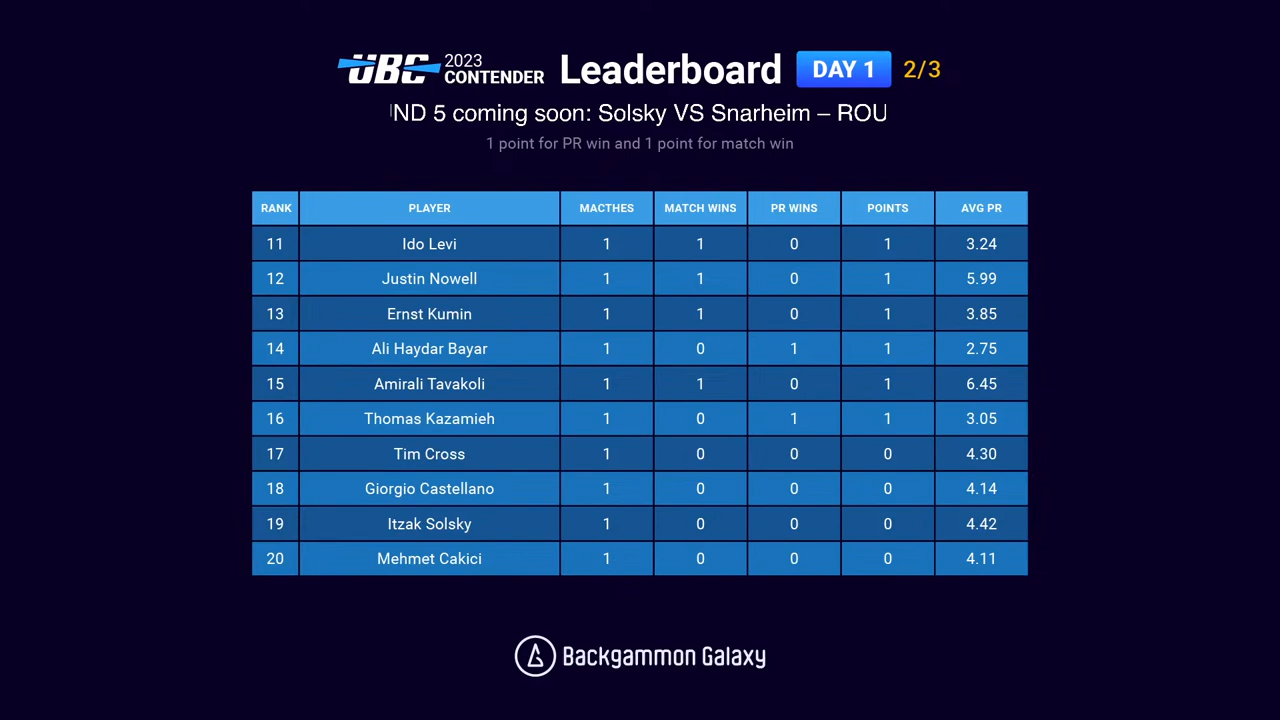 UBC 2023 CONTENDER Leaderboard DAY 1 2/3
ND 5 coming soon: Solsky VS Snarheim – ROU
1 point for PR win and 1 point for match win
RANK PLAYER MACTHES MATCH WINS PR WINS POINTS AVG PR
11 Ido Levi 1 1 0 1 3.24
12 Justin Nowell 1 1 0 1 5.99
13 Ernst Kumin 1 1 0 1 3.85
14 Ali Haydar Bayar 1 0 1 1 2.75
15 Amirali Tavakoli 1 1 0 1 6.45
16 Thomas Kazamieh 1 0 1 1 3.05
17 Tim Cross 1 0 0 0 4.30
18 Giorgio Castellano 1 0 0 0 4.14
19 Itzak Solsky 1 0 0 0 4.42
20 Mehmet Cakici 1 0 0 0 4.11
Backgammon Galaxy